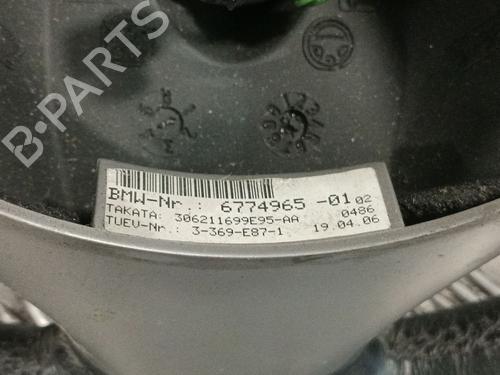 B-PARTS
BMW-Nr.: 6774965 -01 02
TAKATA: 306211699E95-AA 0486
TUEV-Nr.: 3-369-E87-1 19.04.06